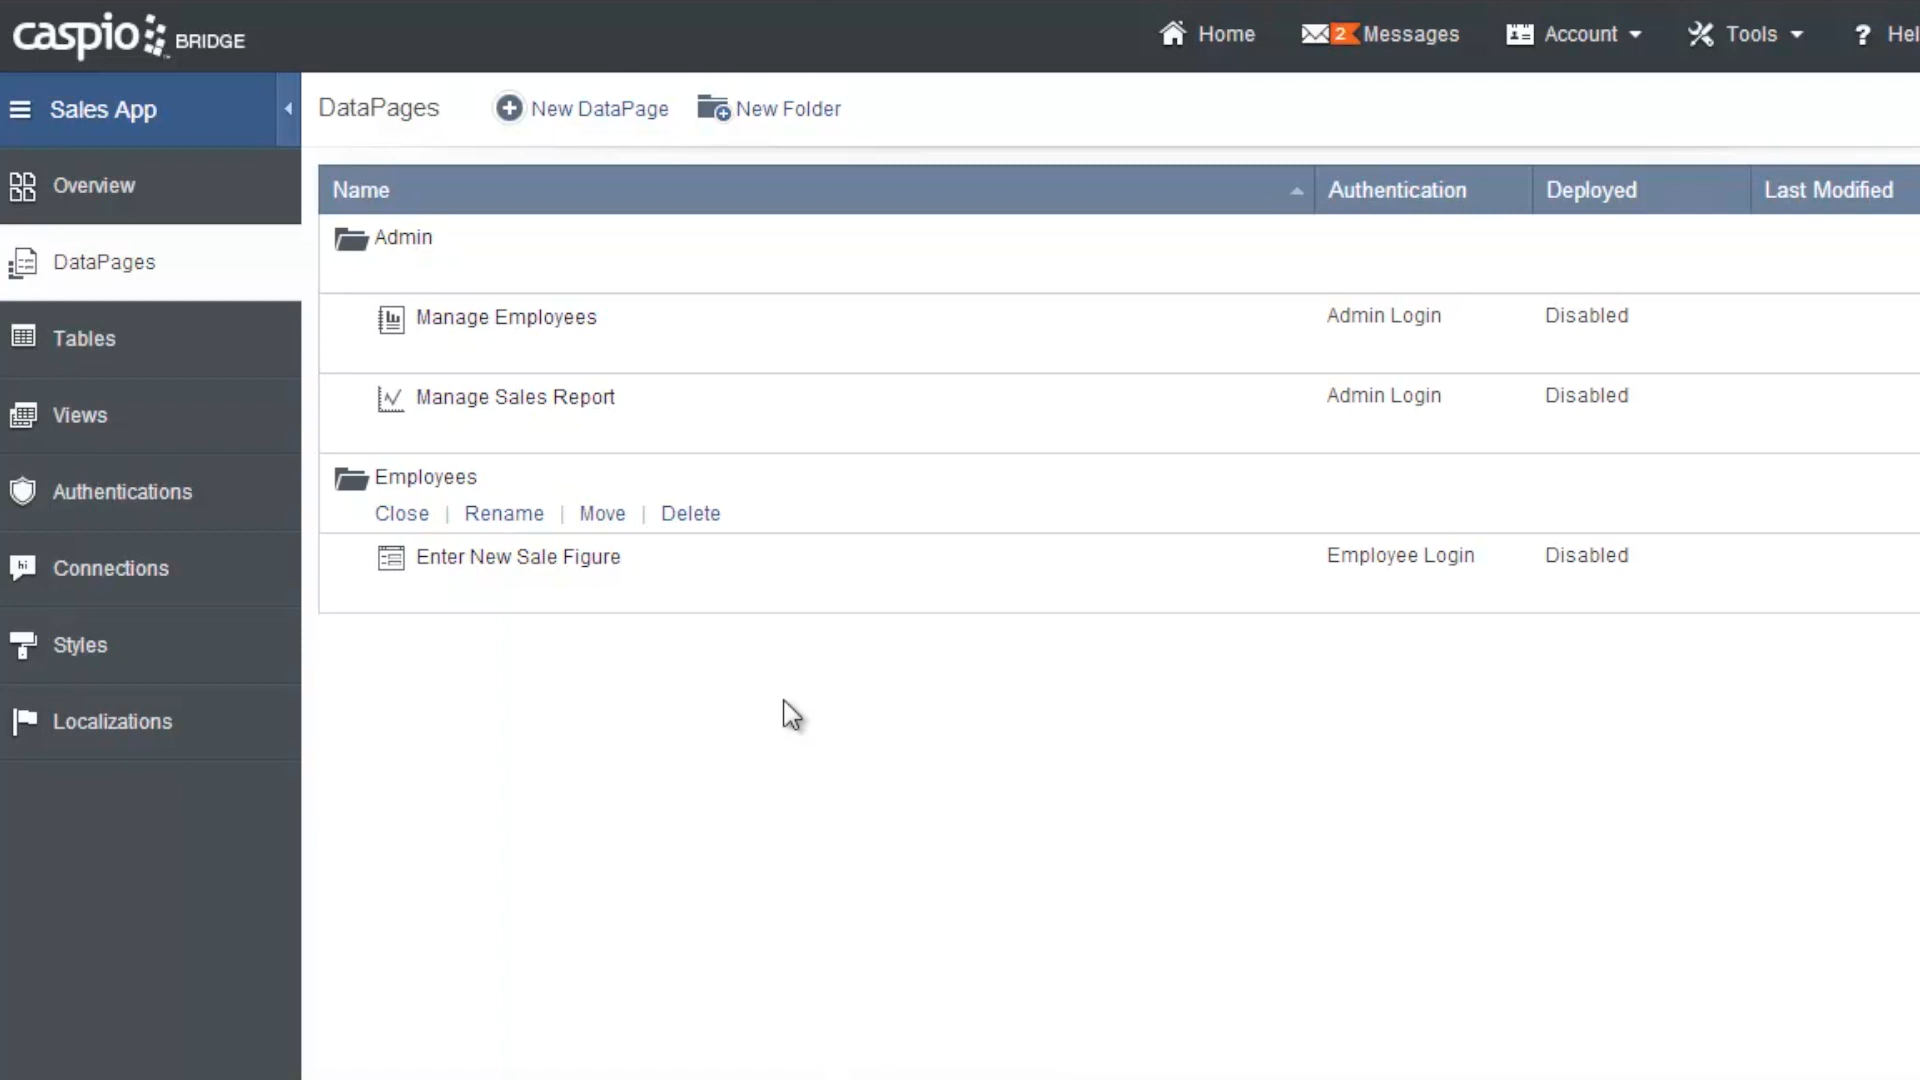 caspio BRIDGE
Home
2 Messages
Account
Tools
? Hel
Sales App
DataPages
New DataPage
New Folder
Overview
DataPages
Tables
Views
Authentications
hi Connections
Styles
Localizations
Name
Authentication
Deployed
Last Modified
Admin
Manage Employees
Admin Login
Disabled
Manage Sales Report
Admin Login
Disabled
Employees
Close | Rename | Move | Delete
Enter New Sale Figure
Employee Login
Disabled